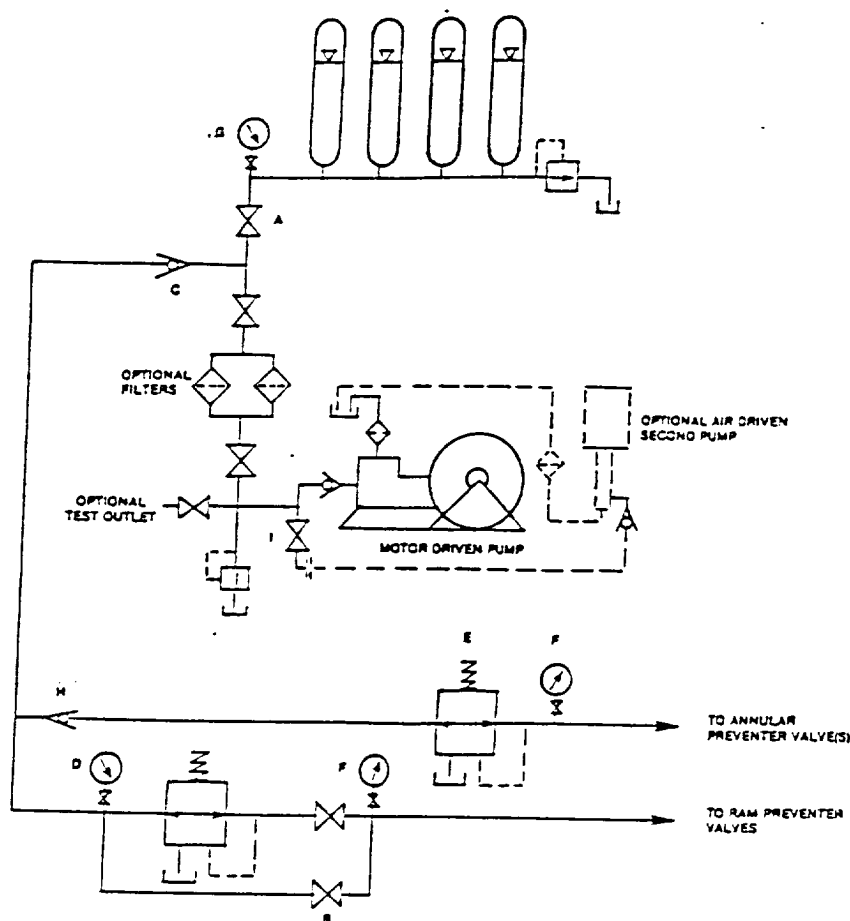 A
C
OPTIONAL
FILTERS
OPTIONAL AIR DRIVEN
SECOND PUMP
OPTIONAL
TEST OUTLET
I
MOTOR DRIVEN PUMP
E
F
H
TO ANNULAR
PREVENTER VALVE(S)
D
F
TO RAM PREVENTER
VALVES